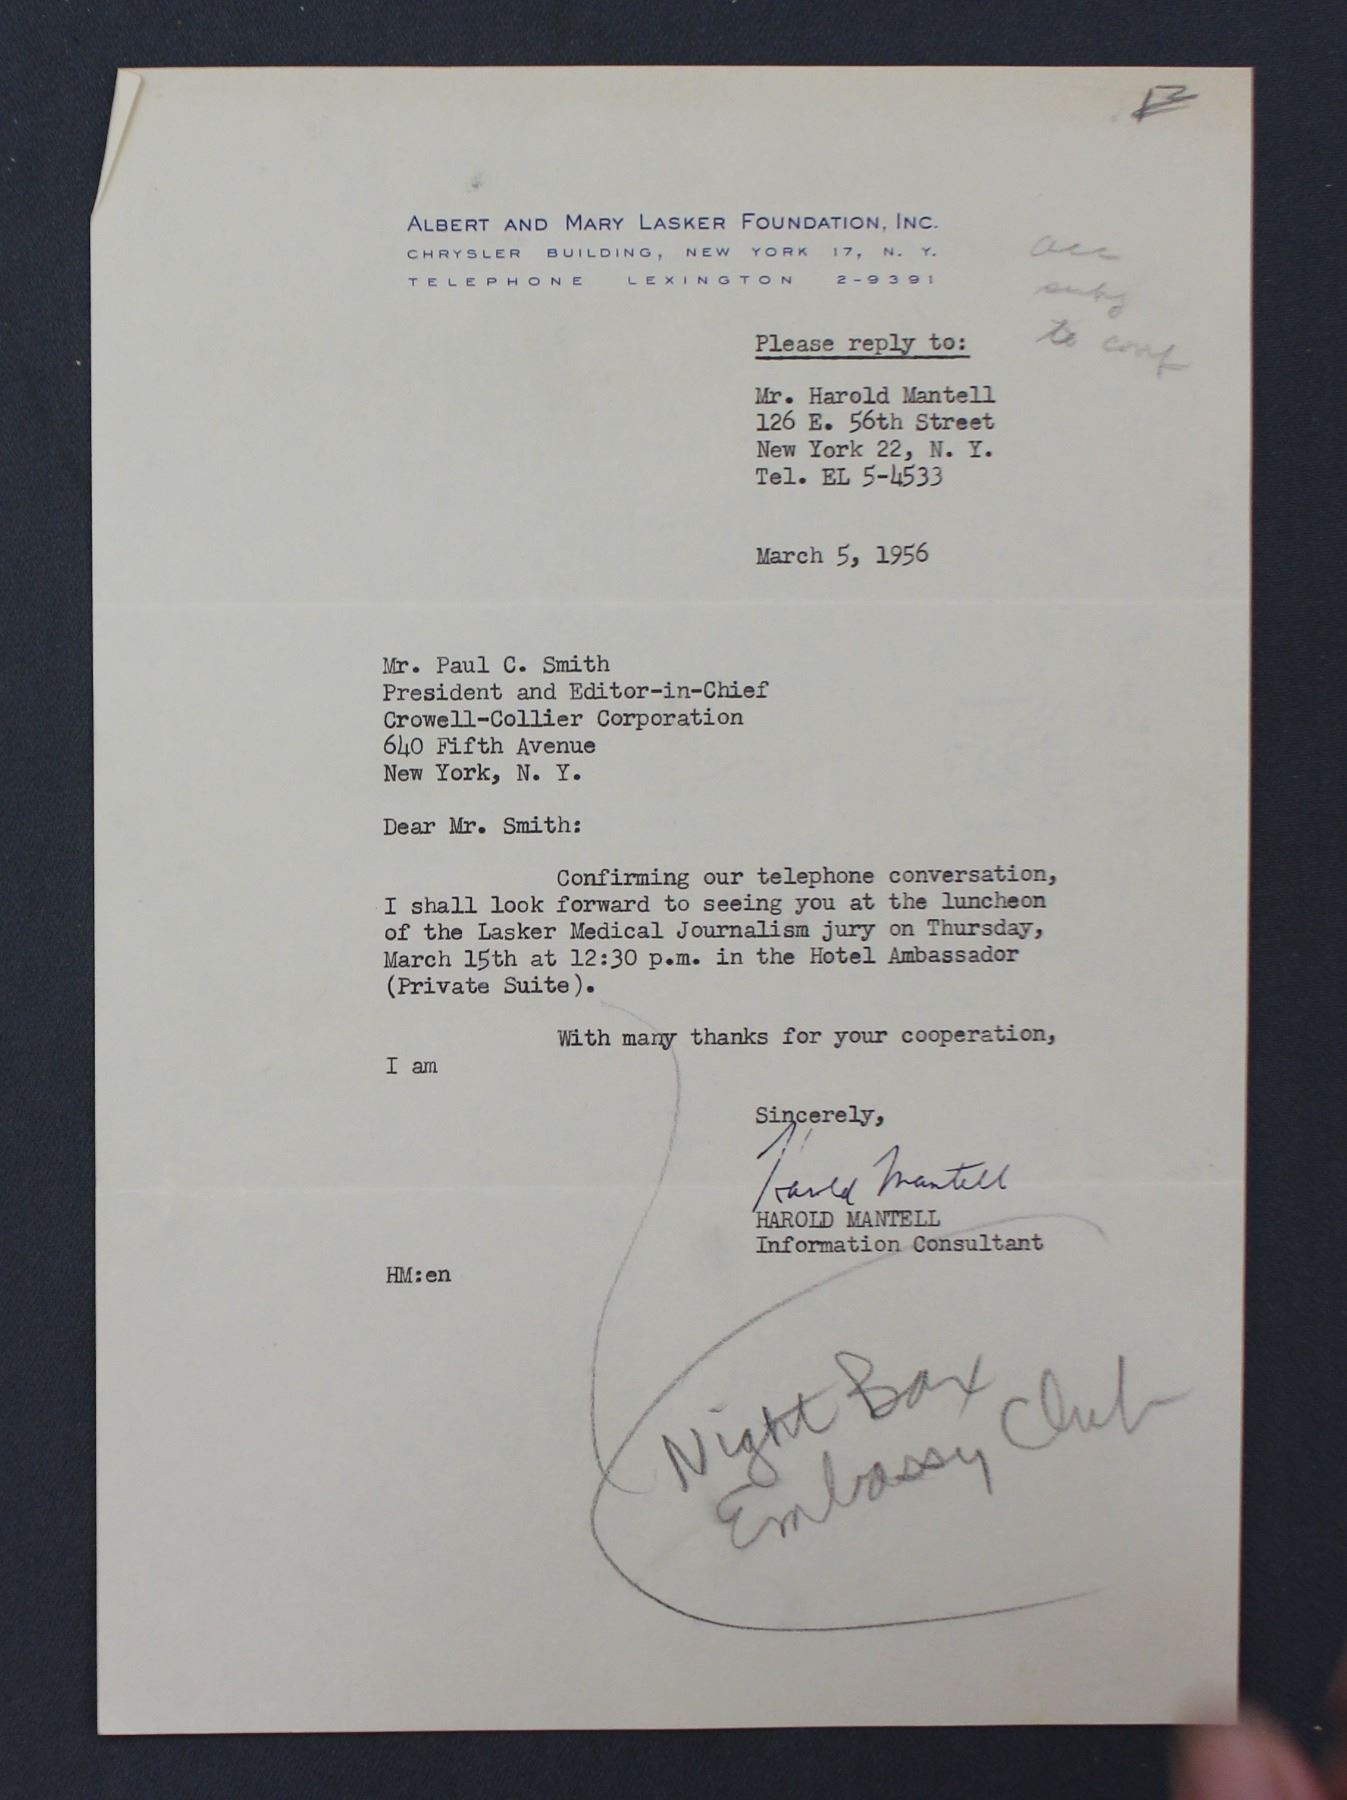 ALBERT AND MARY LASKER FOUNDATION, INC.
CHRYSLER BUILDING, NEW YORK 17, N. Y.
TELEPHONE LEXINGTON 2-9391
acc
subj
to conf
Please reply to:
Mr. Harold Mantell
126 E. 56th Street
New York 22, N. Y.
Tel. EL 5-4533
March 5, 1956
Mr. Paul C. Smith
President and Editor-in-Chief
Crowell-Collier Corporation
640 Fifth Avenue
New York, N. Y.
Dear Mr. Smith:
Confirming our telephone conversation,
I shall look forward to seeing you at the luncheon
of the Lasker Medical Journalism jury on Thursday,
March 15th at 12:30 p.m. in the Hotel Ambassador
(Private Suite).
With many thanks for your cooperation,
I am
Sincerely,
Harold Mantell
HAROLD MANTELL
Information Consultant
HM:en
Night Box
Embassy Club